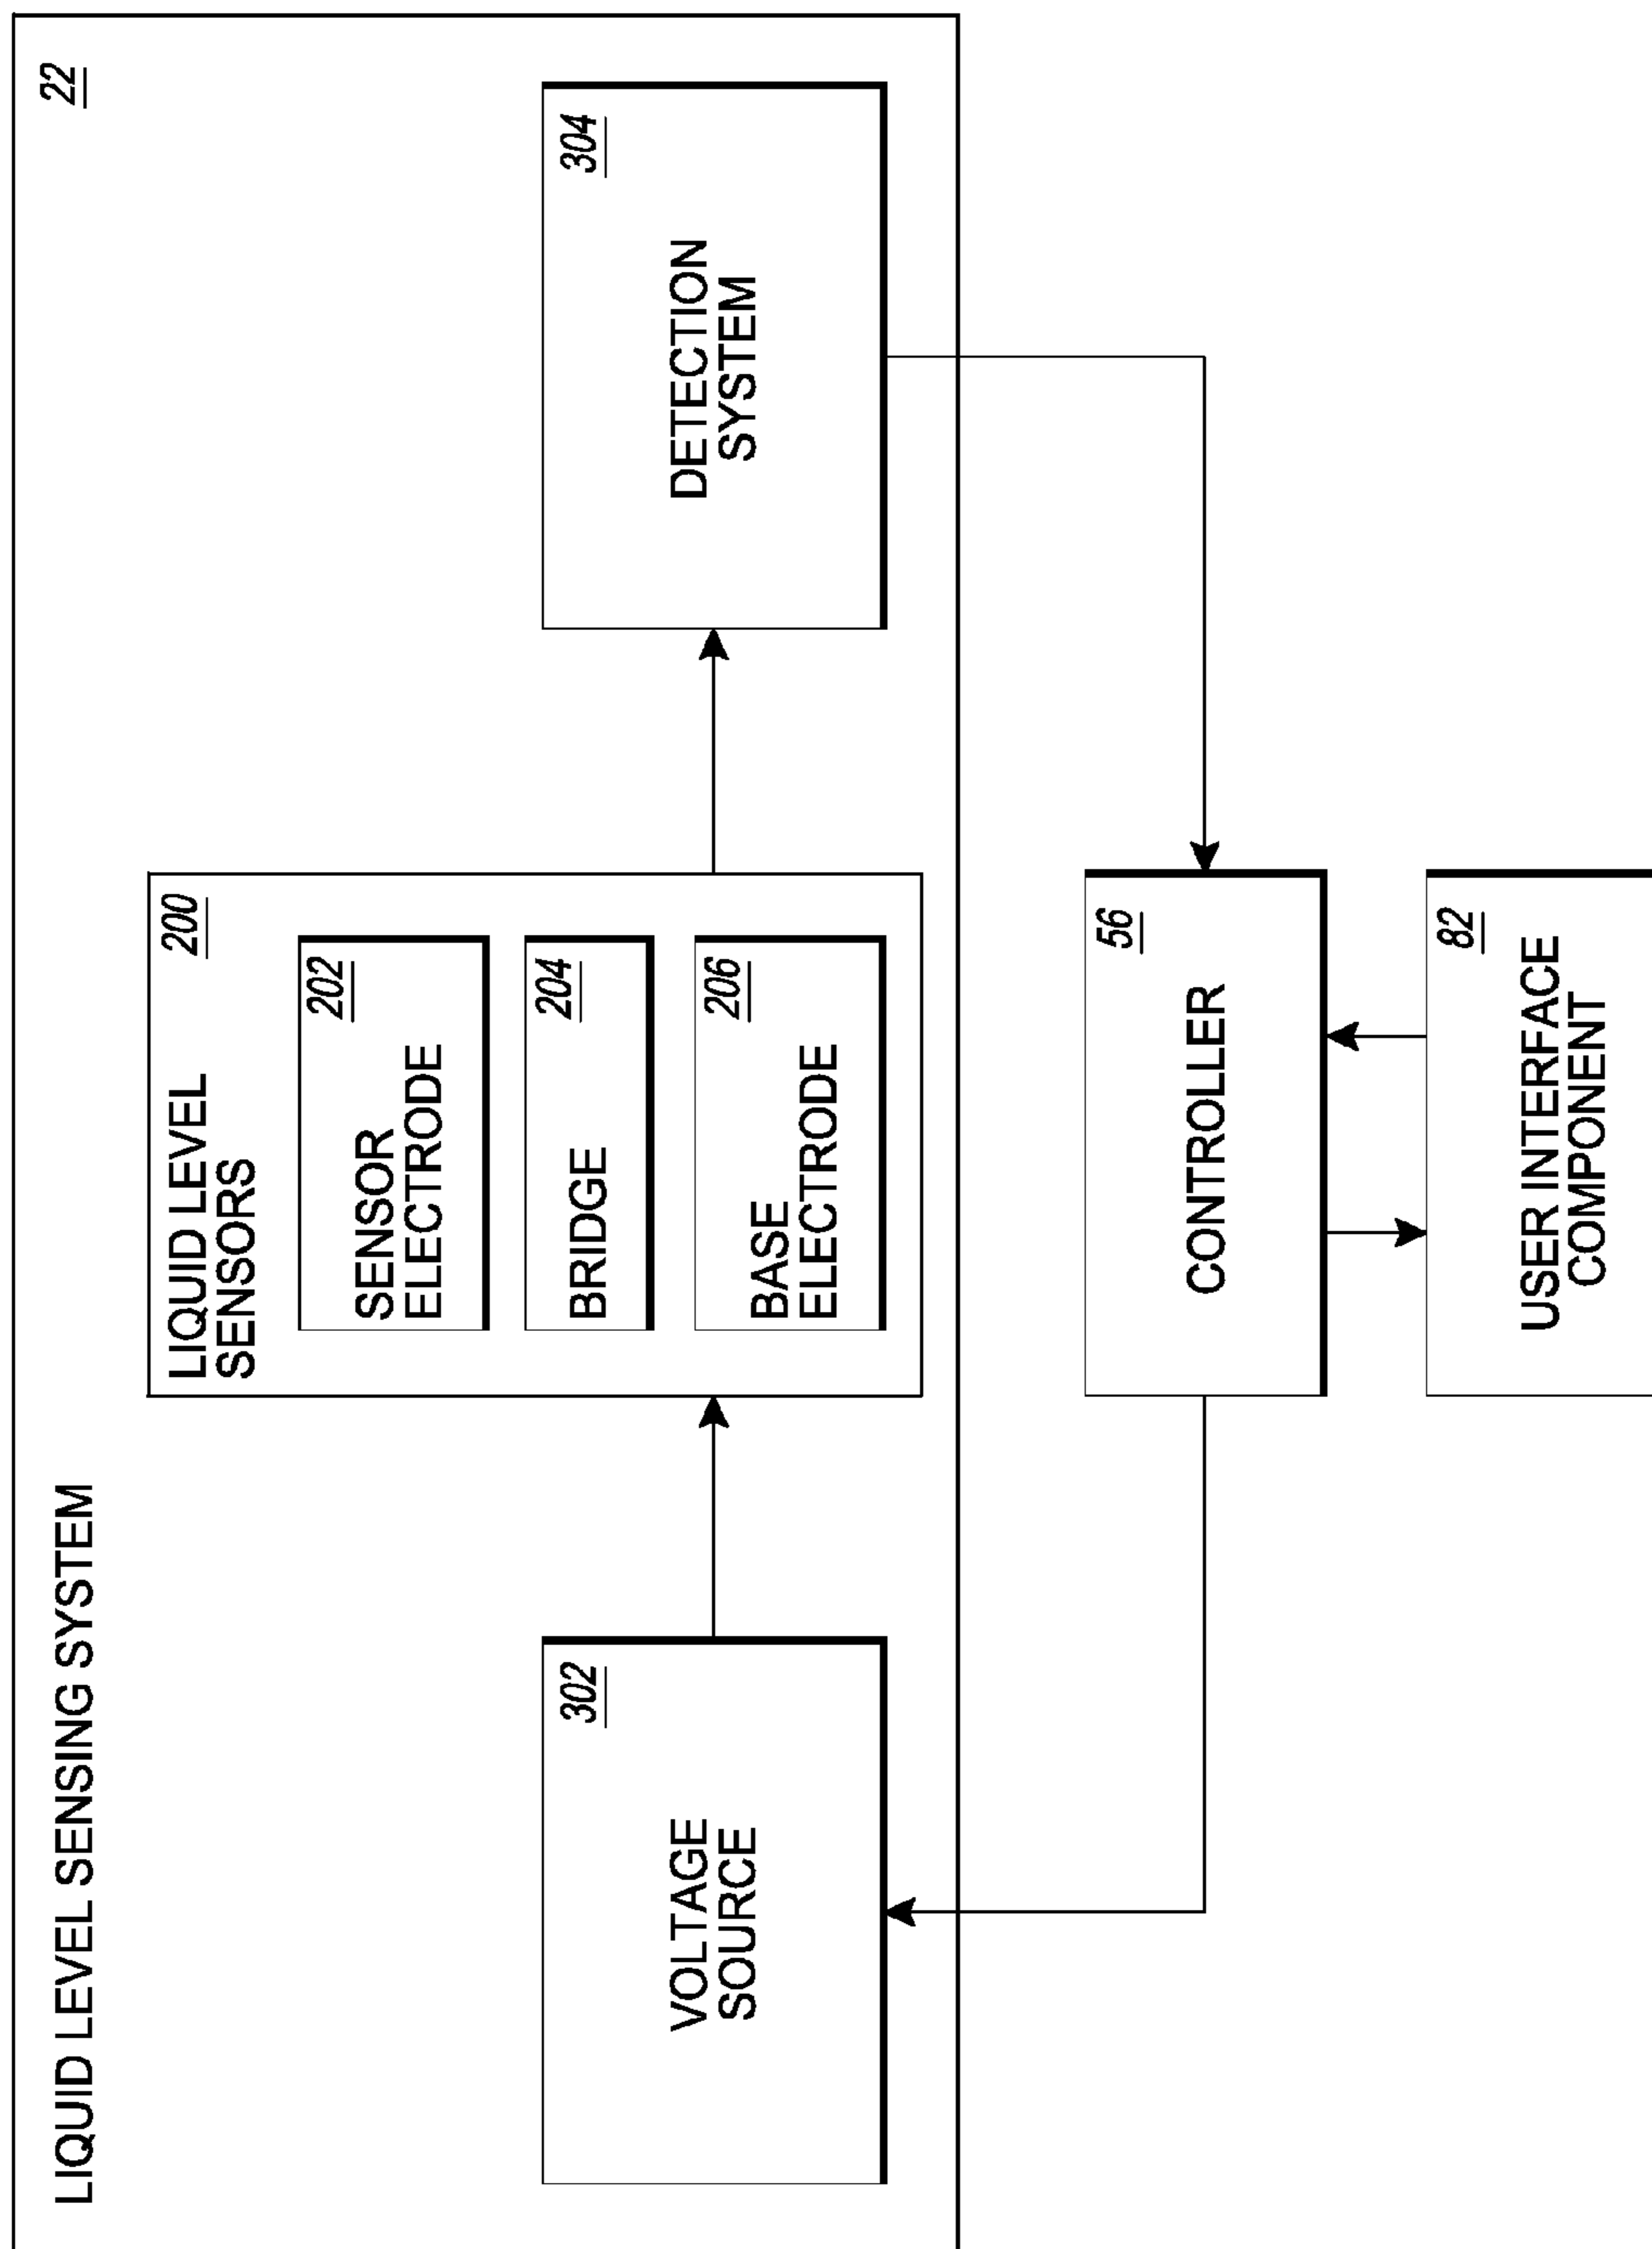 LIQUID LEVEL SENSING SYSTEM
22
VOLTAGE
SOURCE
302
LIQUID LEVEL
SENSORS
200
SENSOR
ELECTRODE
202
BRIDGE
204
BASE
ELECTRODE
206
DETECTION
SYSTEM
304
CONTROLLER
56
USER INTERFACE
COMPONENT
82